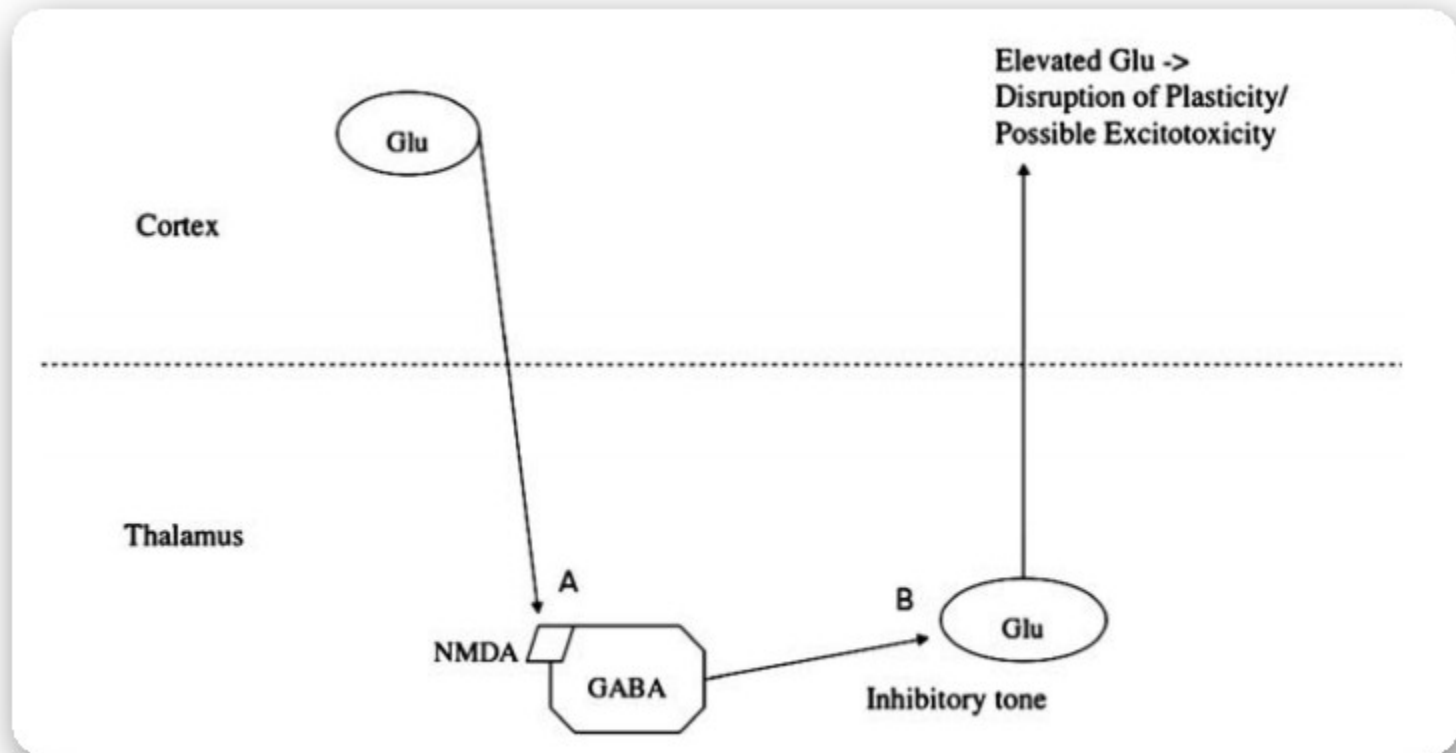 Elevated Glu ->
Disruption of Plasticity/
Possible Excitotoxicity
Glu
Cortex
Thalamus
A
B
NMDA
GABA
Glu
Inhibitory tone